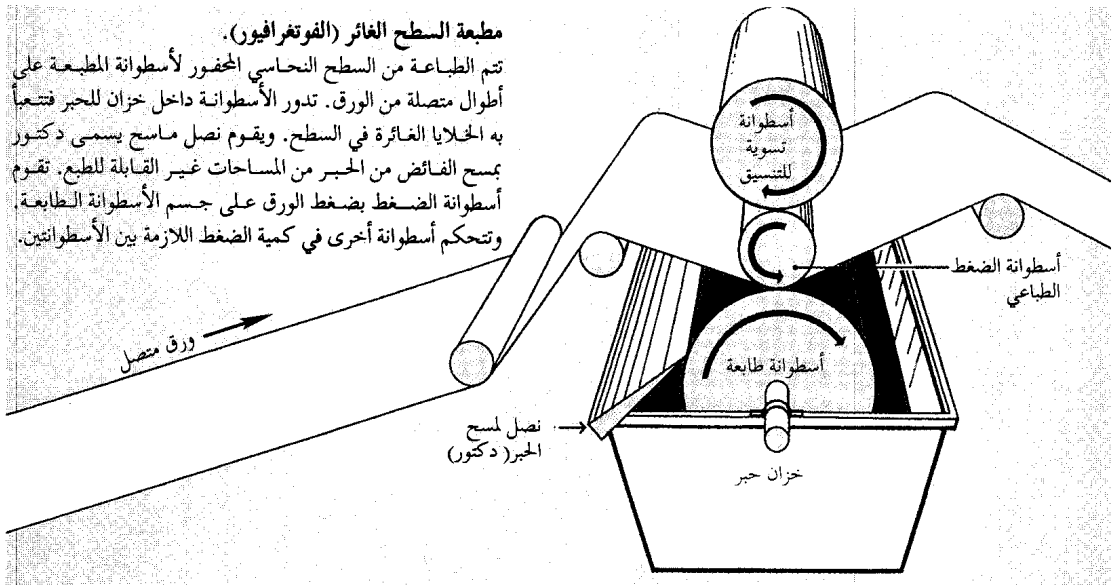 مطبعة السطح الغائر (الفوتغرافيور).
تتم الطباعة من السطح النحاسي المحفور لأسطوانة المطبعة على
أطوال متصلة من الورق. تدور الأسطوانة داخل خزان للحبر فتتعبأ
به الخلايا الغائرة في السطح. ويقوم نصل ماسح يسمى دكتور
بمسح الفائض من الحبر من المساحات غير القابلة للطبع. تقوم
أسطوانة الضغط بضغط الورق على جسم الأسطوانة الطابعة.
وتتحكم أسطوانة أخرى في كمية الضغط اللازمة بين الأسطوانتين.
أسطوانة
تسوية
للتنسيق
أسطوانة الضغط
الطباعي
ورق متصل
أسطوانة طابعة
نصل لمسح
الحبر (دكتور)
خزان حبر